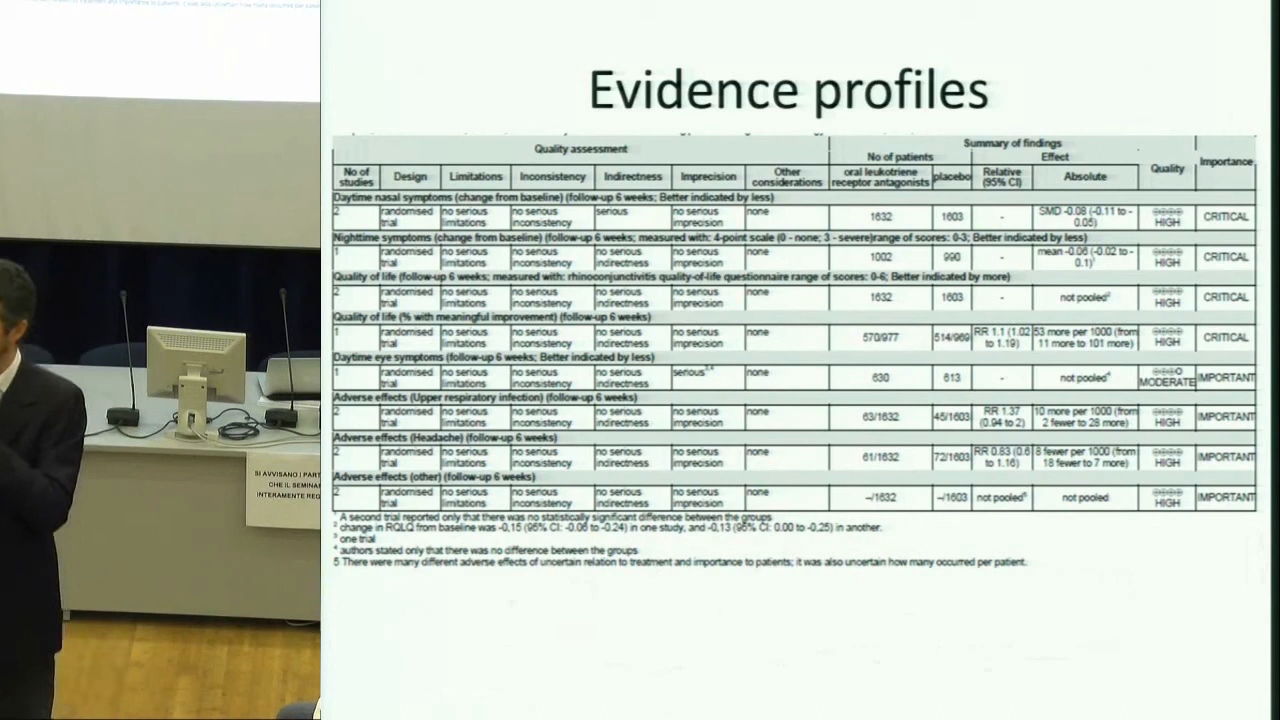 Evidence profiles
Quality assessment
Summary of findings
Importance
No of patients
Effect
Quality
No of studies
Design
Limitations
Inconsistency
Indirectness
Imprecision
Other considerations
oral leukotriene receptor antagonists
placebo
Relative (95% CI)
Absolute
Daytime nasal symptoms (change from baseline) (follow-up 6 weeks; Better indicated by less)
2 randomised trial no serious limitations no serious inconsistency serious no serious imprecision none 1632 1603 - SMD -0.08 (-0.11 to -0.05) HIGH CRITICAL
Nighttime symptoms (change from baseline) (follow-up 6 weeks; measured with: 4-point scale (0 - none; 3 - severe)range of scores: 0-3; Better indicated by less)
1 randomised trial no serious limitations no serious inconsistency no serious indirectness no serious imprecision none 1002 990 - mean -0.06 (-0.02 to -0.1) HIGH CRITICAL
Quality of life (follow-up 6 weeks; measured with: rhinoconjunctivitis quality-of-life questionnaire range of scores: 0-6; Better indicated by more)
2 randomised trial no serious limitations no serious inconsistency no serious indirectness no serious imprecision none 1632 1603 - not pooled² HIGH CRITICAL
Quality of life (% with meaningful improvement) (follow-up 6 weeks)
1 randomised trial no serious limitations no serious inconsistency no serious indirectness no serious imprecision none 570/977 514/969 RR 1.1 (1.02 to 1.19) 53 more per 1000 (from 11 more to 101 more) HIGH CRITICAL
Daytime eye symptoms (follow-up 6 weeks; Better indicated by less)
1 randomised trial no serious limitations no serious inconsistency no serious indirectness serious³,⁴ none 630 613 - not pooled⁴ MODERATE IMPORTANT
Adverse effects (Upper respiratory infection) (follow-up 6 weeks)
2 randomised trial no serious limitations no serious inconsistency no serious indirectness no serious imprecision none 63/1632 45/1603 RR 1.37 (0.94 to 2) 10 more per 1000 (from 2 fewer to 28 more) HIGH IMPORTANT
Adverse effects (Headache) (follow-up 6 weeks)
2 randomised trial no serious limitations no serious inconsistency no serious indirectness no serious imprecision none 61/1632 72/1603 RR 0.83 (0.6 to 1.16) 8 fewer per 1000 (from 18 fewer to 7 more) HIGH IMPORTANT
Adverse effects (other) (follow-up 6 weeks)
2 randomised trial no serious limitations no serious inconsistency no serious indirectness no serious imprecision none –/1632 –/1603 not pooled⁵ not pooled HIGH IMPORTANT
¹ A second trial reported only that there was no statistically significant difference between the groups
² change in RQLQ from baseline was -0,15 (95% CI: -0.06 to -0.24) in one study, and -0,13 (95% CI: 0.00 to -0,25) in another.
³ one trial
⁴ authors stated only that there was no difference between the groups
5 There were many different adverse effects of uncertain relation to treatment and importance to patients; it was also uncertain how many occurred per patient.
SI AVVISANO I PART
CHE IL SEMINAR
INTERAMENTE REG